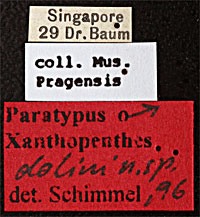 Singapore
29 Dr.Baum
coll. Mus.
Pragensis.
Paratypus o
Xanthopenthes.
dolini n.sp.
det. Schimmel, 96